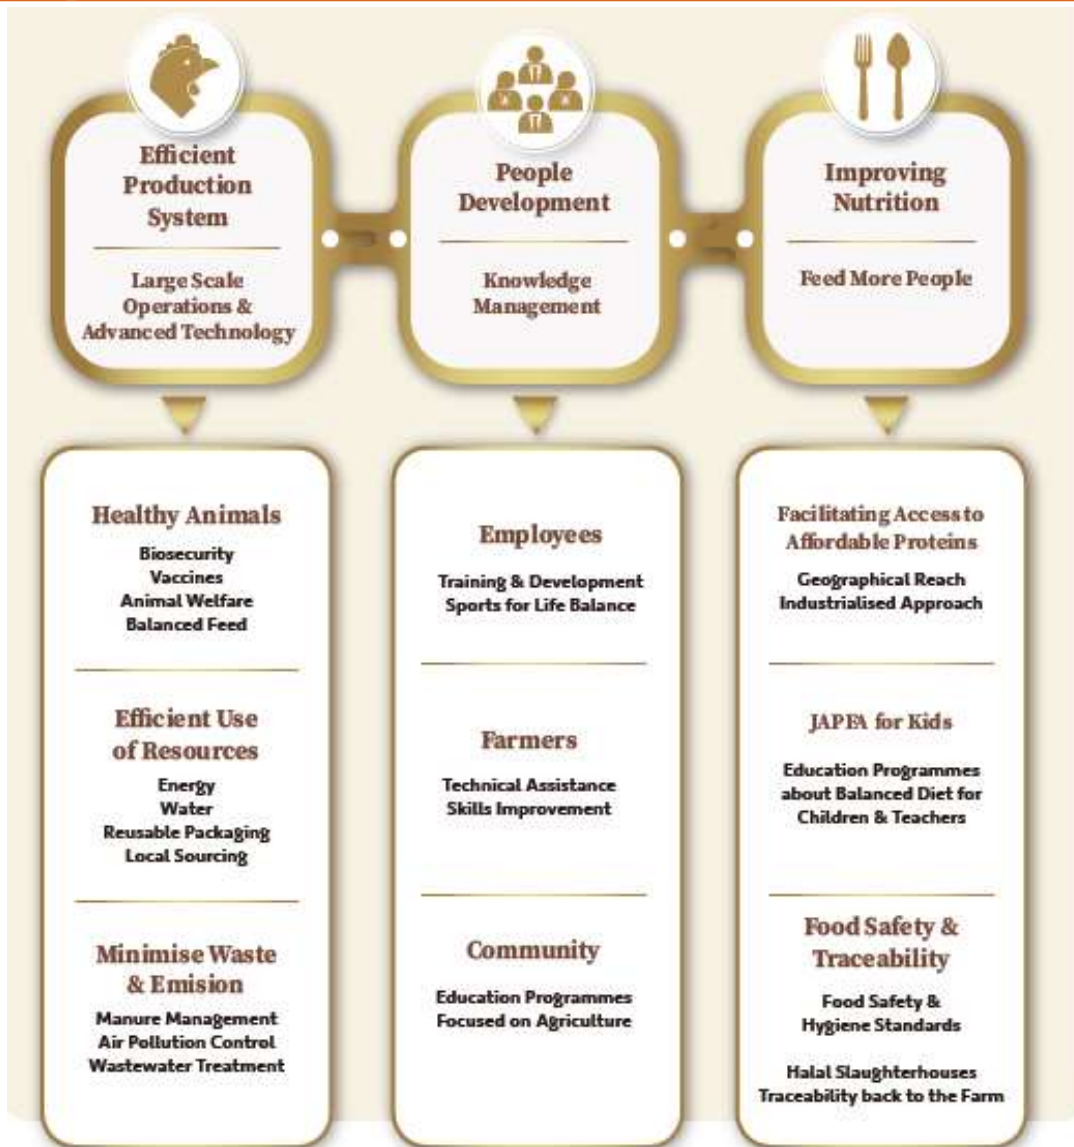 Efficient
Production
System
Large Scale
Operations &
Advanced Technology
People
Development
Knowledge
Management
Improving
Nutrition
Feed More People
Healthy Animals
Biosecurity
Vaccines
Animal Welfare
Balanced Feed
Efficient Use
of Resources
Energy
Water
Reusable Packaging
Local Sourcing
Minimise Waste
& Emision
Manure Management
Air Pollution Control
Wastewater Treatment
Employees
Training & Development
Sports for Life Balance
Farmers
Technical Assistance
Skills Improvement
Community
Education Programmes
Focused on Agriculture
Facilitating Access to
Affordable Proteins
Geographical Reach
Industrialised Approach
JAPFA for Kids
Education Programmes
about Balanced Diet for
Children & Teachers
Food Safety &
Traceability
Food Safety &
Hygiene Standards
Halal Slaughterhouses
Traceability back to the Farm